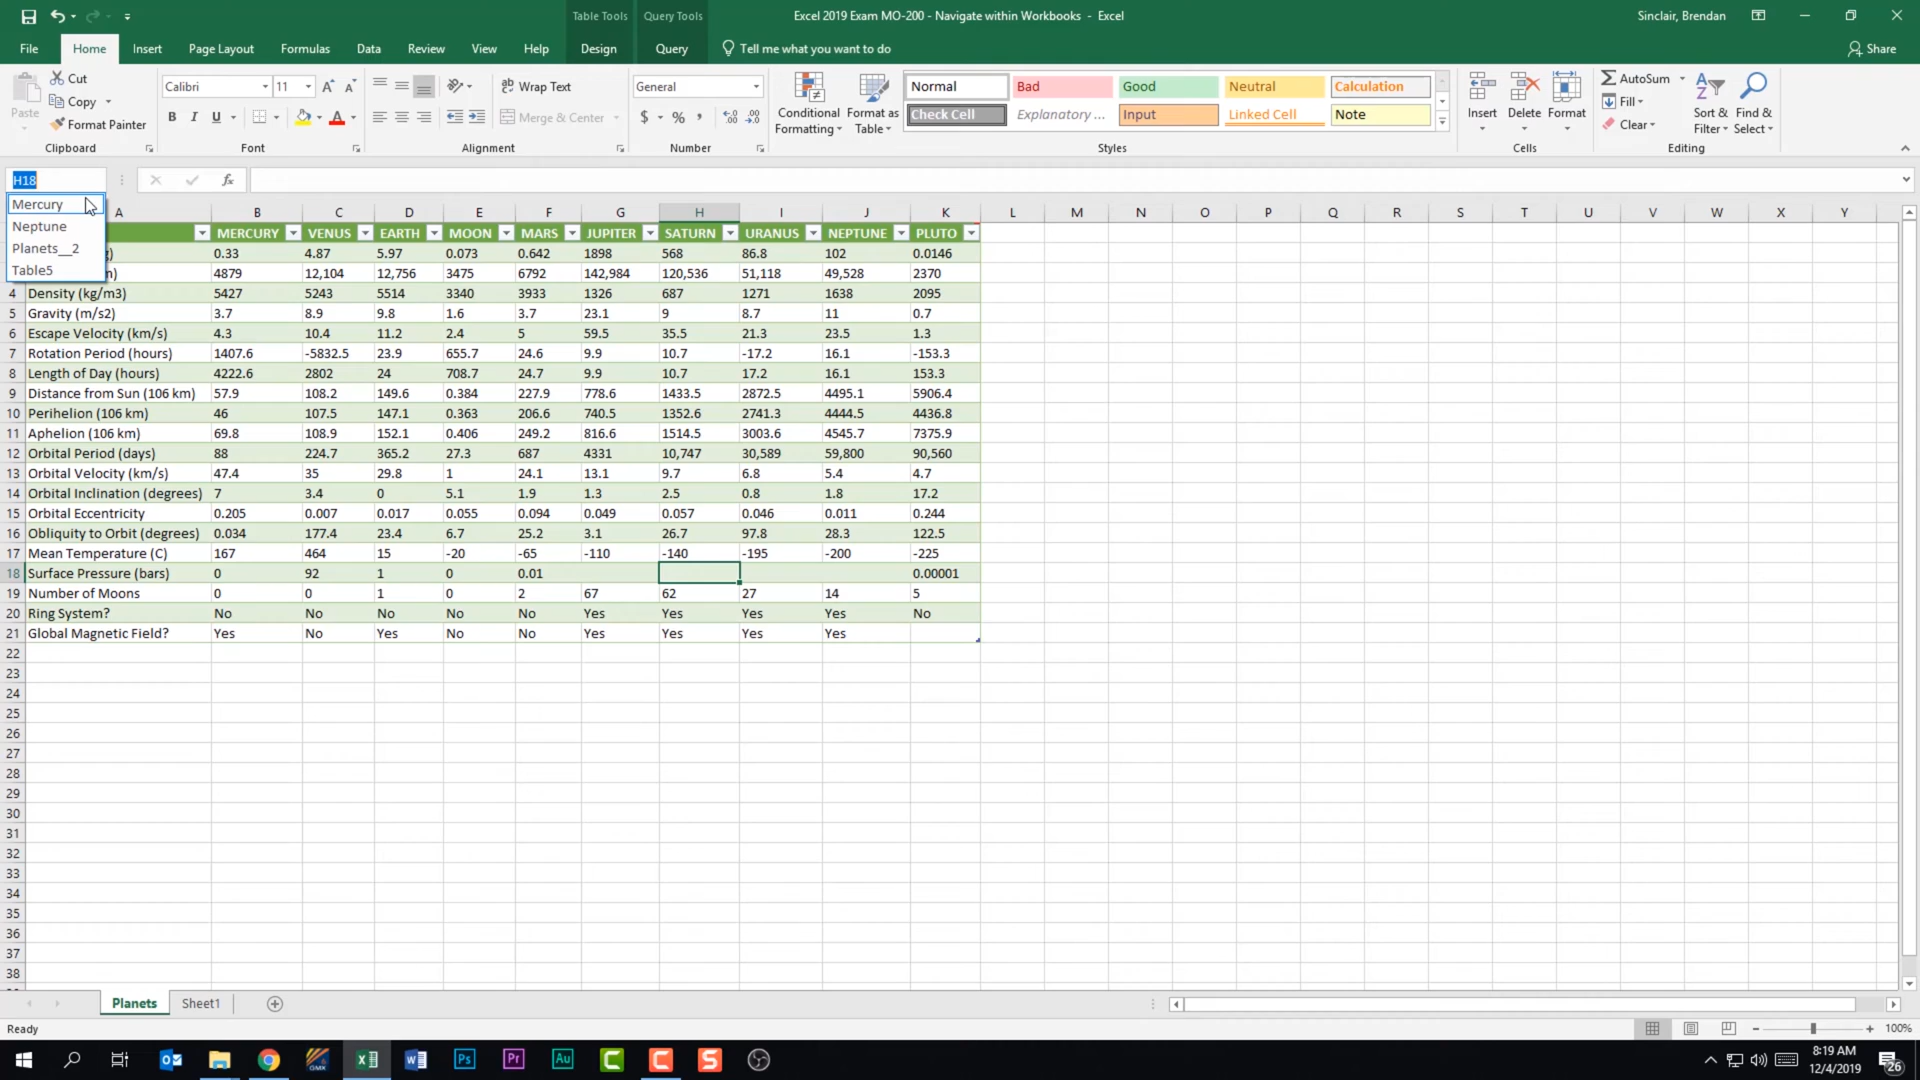 Table Tools Query Tools Excel 2019 Exam MO-200 - Navigate within Workbooks - Excel Sinclair, Brendan
File Home Insert Page Layout Formulas Data Review View Help Design Query Tell me what you want to do Share
Paste Cut Copy Format Painter Clipboard
Calibri 11 A A B I U A Font
Wrap Text Merge & Center Alignment
General $ % , Number
Conditional Formatting Format as Table
Normal Bad Good Neutral Calculation
Check Cell Explanatory ... Input Linked Cell Note
Styles
Insert Delete Format Cells
AutoSum Fill Clear Sort & Filter Find & Select Editing
H18 fx
Mercury
Neptune
Planets__2
Table5
A B C D E F G H I J K L M N O P Q R S T U V W X Y
MERCURY VENUS EARTH MOON MARS JUPITER SATURN URANUS NEPTUNE PLUTO
) 0.33 4.87 5.97 0.073 0.642 1898 568 86.8 102 0.0146
m) 4879 12,104 12,756 3475 6792 142,984 120,536 51,118 49,528 2370
4 Density (kg/m3) 5427 5243 5514 3340 3933 1326 687 1271 1638 2095
5 Gravity (m/s2) 3.7 8.9 9.8 1.6 3.7 23.1 9 8.7 11 0.7
6 Escape Velocity (km/s) 4.3 10.4 11.2 2.4 5 59.5 35.5 21.3 23.5 1.3
7 Rotation Period (hours) 1407.6 -5832.5 23.9 655.7 24.6 9.9 10.7 -17.2 16.1 -153.3
8 Length of Day (hours) 4222.6 2802 24 708.7 24.7 9.9 10.7 17.2 16.1 153.3
9 Distance from Sun (106 km) 57.9 108.2 149.6 0.384 227.9 778.6 1433.5 2872.5 4495.1 5906.4
10 Perihelion (106 km) 46 107.5 147.1 0.363 206.6 740.5 1352.6 2741.3 4444.5 4436.8
11 Aphelion (106 km) 69.8 108.9 152.1 0.406 249.2 816.6 1514.5 3003.6 4545.7 7375.9
12 Orbital Period (days) 88 224.7 365.2 27.3 687 4331 10,747 30,589 59,800 90,560
13 Orbital Velocity (km/s) 47.4 35 29.8 1 24.1 13.1 9.7 6.8 5.4 4.7
14 Orbital Inclination (degrees) 7 3.4 0 5.1 1.9 1.3 2.5 0.8 1.8 17.2
15 Orbital Eccentricity 0.205 0.007 0.017 0.055 0.094 0.049 0.057 0.046 0.011 0.244
16 Obliquity to Orbit (degrees) 0.034 177.4 23.4 6.7 25.2 3.1 26.7 97.8 28.3 122.5
17 Mean Temperature (C) 167 464 15 -20 -65 -110 -140 -195 -200 -225
18 Surface Pressure (bars) 0 92 1 0 0.01 0.00001
19 Number of Moons 0 0 1 0 2 67 62 27 14 5
20 Ring System? No No No No No Yes Yes Yes Yes No
21 Global Magnetic Field? Yes No Yes No No Yes Yes Yes Yes
22
23
24
25
26
27
28
29
30
31
32
33
34
35
36
37
38
Planets Sheet1
Ready 100%
Ps Pr Au C C S 8:19 AM
12/4/2019 26